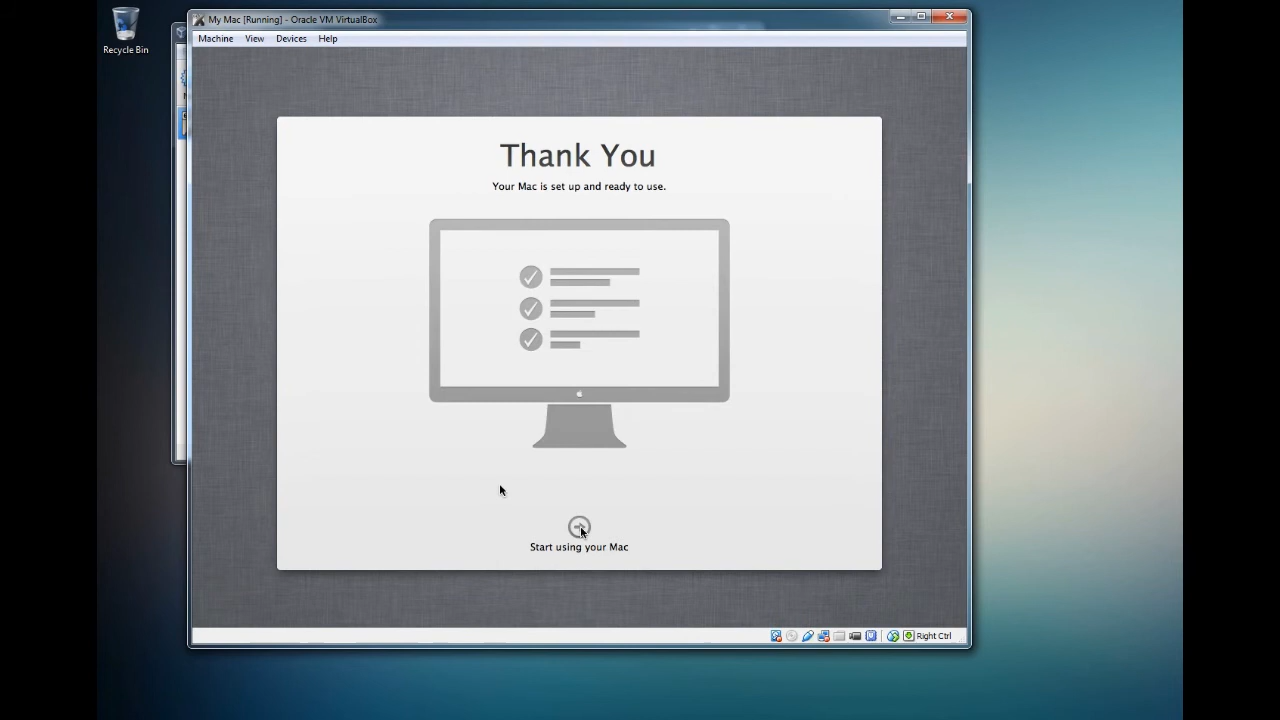 Recycle Bin
My Mac [Running] - Oracle VM VirtualBox
Machine View Devices Help
Thank You
Your Mac is set up and ready to use.
Start using your Mac
Right Ctrl